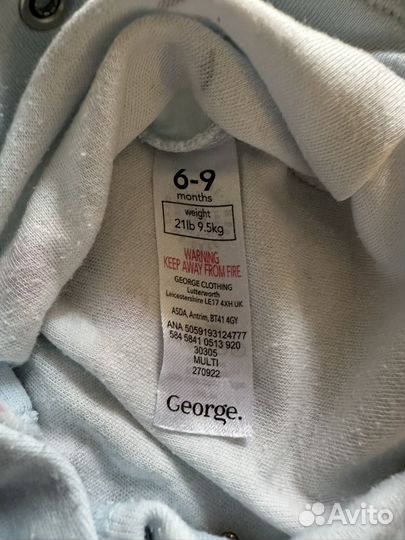 6-9
months
weight
21lb 9.5kg
WARNING
KEEP AWAY FROM FIRE
GEORGE CLOTHING
Lutterworth
Leicestershire LE17 4XH UK
ASDA, Antrim, BT41 4GY
ANA 5059193124777
584 5841 0513 920
30305
MULTI
270922
George.
Avito